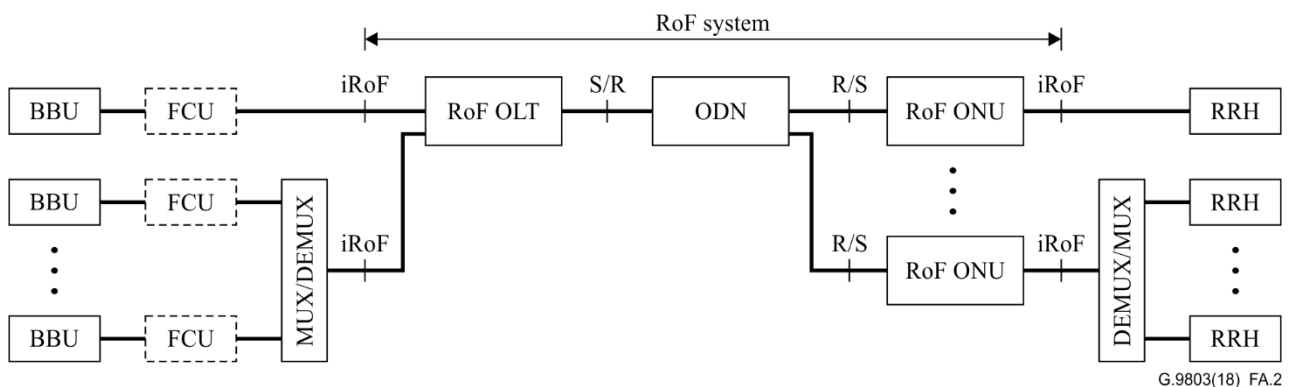 RoF system
iRoF S/R R/S iRoF
BBU FCU RoF OLT ODN RoF ONU RRH
BBU FCU MUX/DEMUX iRoF R/S RoF ONU iRoF DEMUX/MUX RRH
BBU FCU RRH
G.9803(18)_FA.2